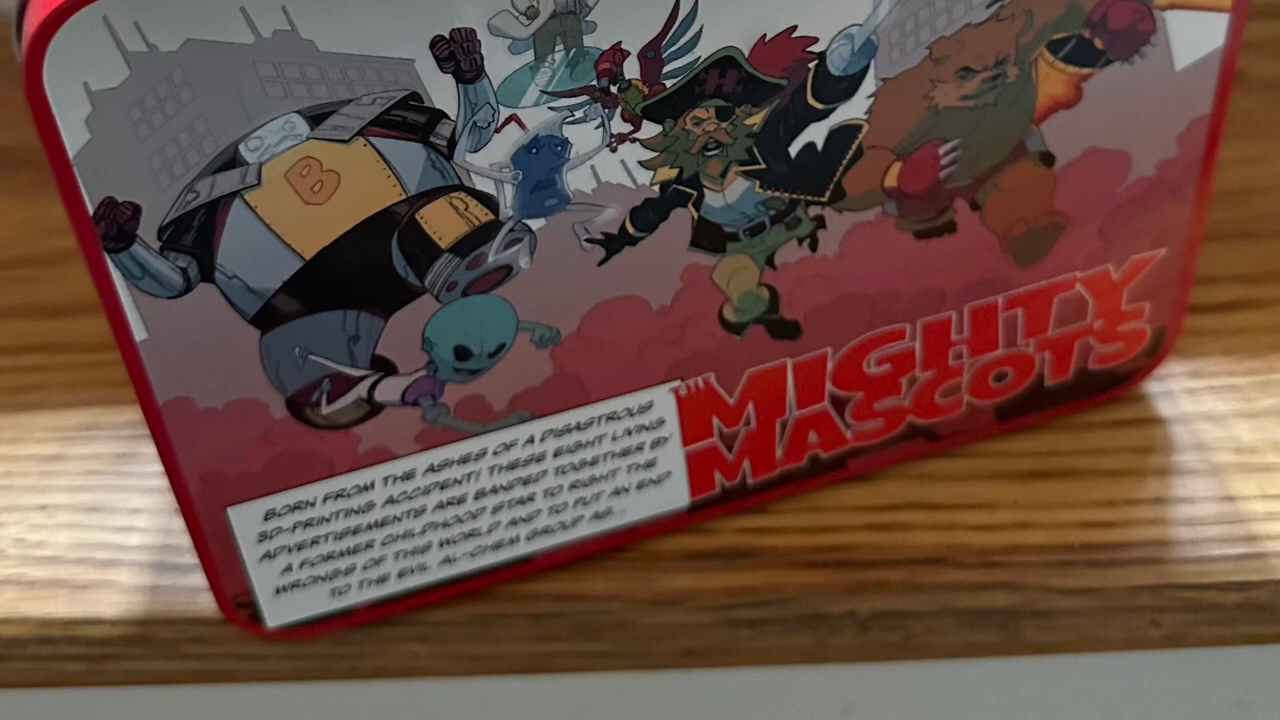 B
BORN FROM THE ASHES OF A DISASTROUS
3D-PRINTING ACCIDENT! THESE EIGHT LIVING
ADVERTISEMENTS ARE BANDED TOGETHER BY
A FORMER CHILDHOOD STAR TO RIGHT THE
WRONGS OF THIS WORLD AND TO PUT AN END
TO THE EVIL AL-CHEM GROUP AS...
THE MIGHTY
MASCOTS